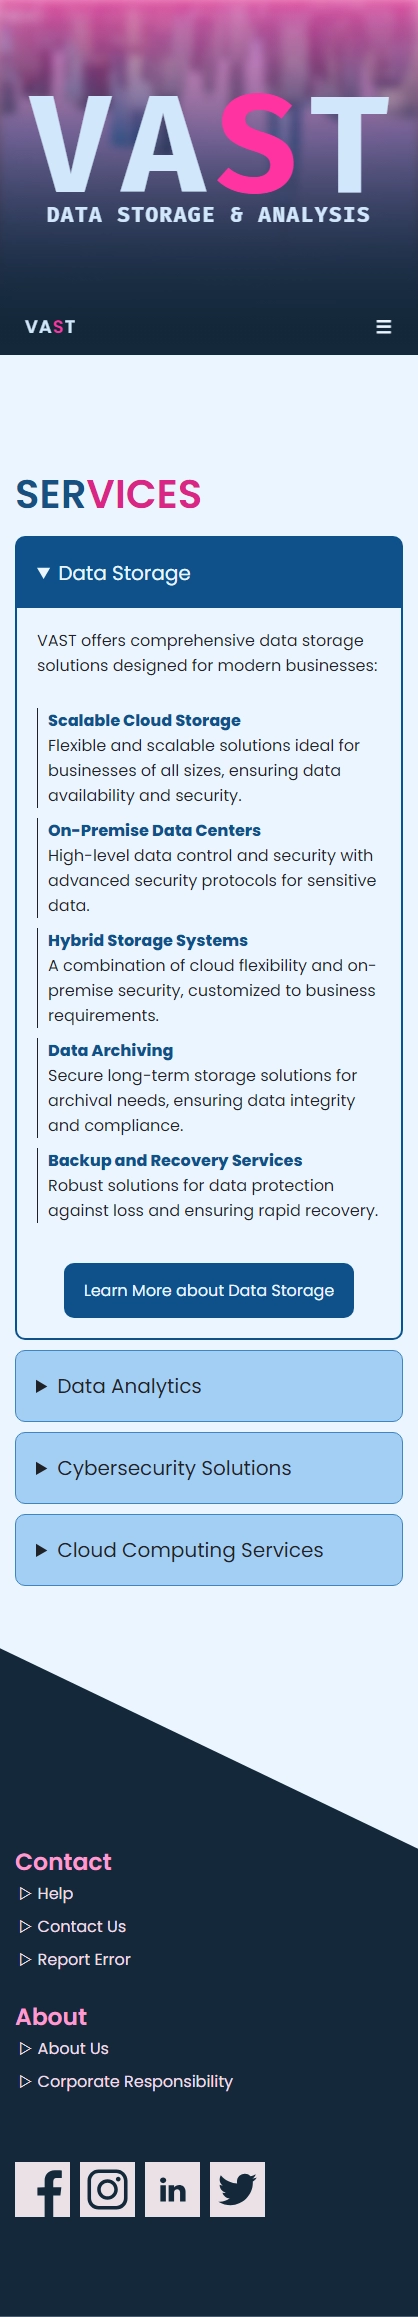 VAST
DATA STORAGE & ANALYSIS
VAST
SERVICES
Data Storage
VAST offers comprehensive data storage
solutions designed for modern businesses:
Scalable Cloud Storage
Flexible and scalable solutions ideal for
businesses of all sizes, ensuring data
availability and security.
On-Premise Data Centers
High-level data control and security with
advanced security protocols for sensitive
data.
Hybrid Storage Systems
A combination of cloud flexibility and on-
premise security, customized to business
requirements.
Data Archiving
Secure long-term storage solutions for
archival needs, ensuring data integrity
and compliance.
Backup and Recovery Services
Robust solutions for data protection
against loss and ensuring rapid recovery.
Learn More about Data Storage
Data Analytics
Cybersecurity Solutions
Cloud Computing Services
Contact
Help
Contact Us
Report Error
About
About Us
Corporate Responsibility